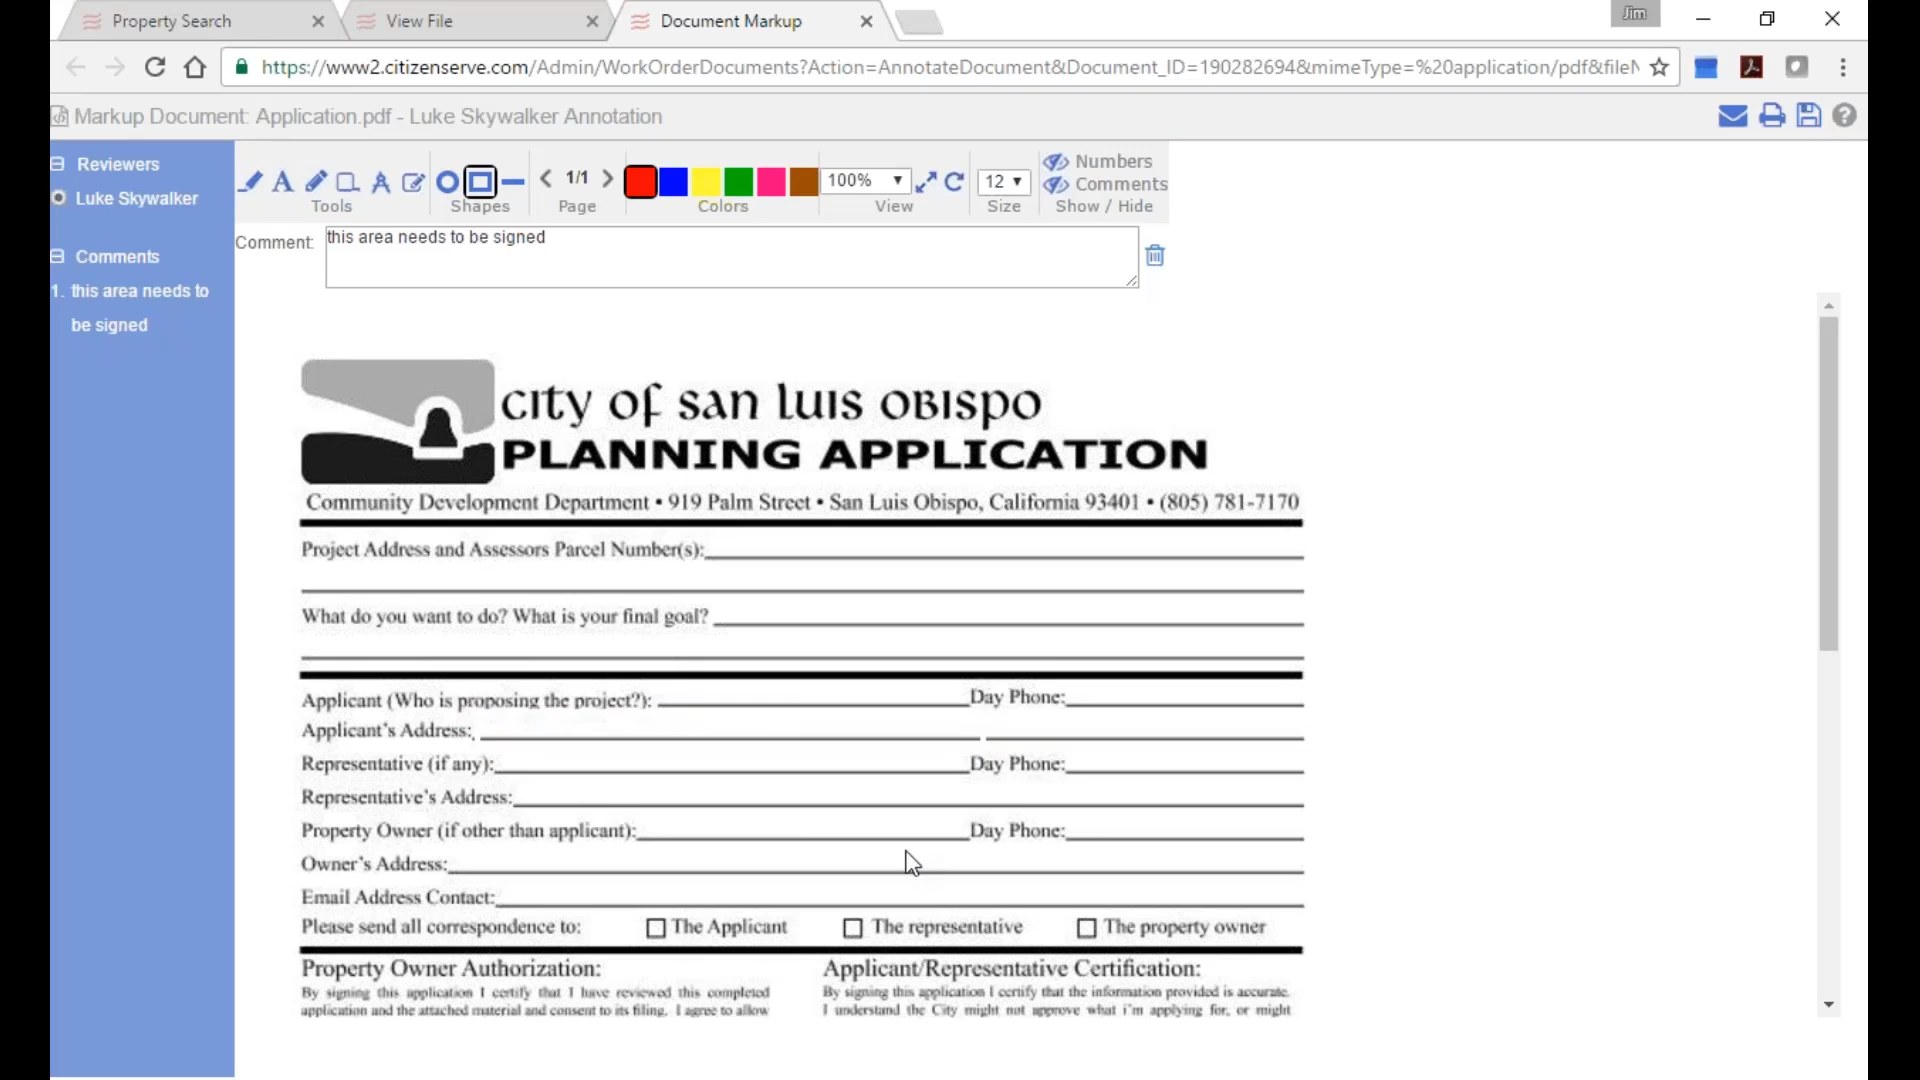 Property Search
View File
Document Markup
Jim
https://www2.citizenserve.com/Admin/WorkOrderDocuments?Action=AnnotateDocument&Document_ID=190282694&mimeType=%20application/pdf&fileN
Markup Document: Application.pdf - Luke Skywalker Annotation
Reviewers
Luke Skywalker
Comments
1. this area needs to
be signed
1/1
100%
12
Numbers
Comments
Tools Shapes Page Colors View Size Show / Hide
Comment: this area needs to be signed
city of san luis obispo
PLANNING APPLICATION
Community Development Department • 919 Palm Street • San Luis Obispo, California 93401 • (805) 781-7170
Project Address and Assessors Parcel Number(s):
What do you want to do? What is your final goal?
Applicant (Who is proposing the project?): Day Phone:
Applicant's Address:
Representative (if any): Day Phone:
Representative's Address:
Property Owner (if other than applicant): Day Phone:
Owner's Address:
Email Address Contact:
Please send all correspondence to: The Applicant The representative The property owner
Property Owner Authorization:
By signing this application I certify that I have reviewed this completed
application and the attached material and consent to its filing. I agree to allow
Applicant/Representative Certification:
By signing this application I certify that the information provided is accurate.
I understand the City might not approve what i'm applying for, or might